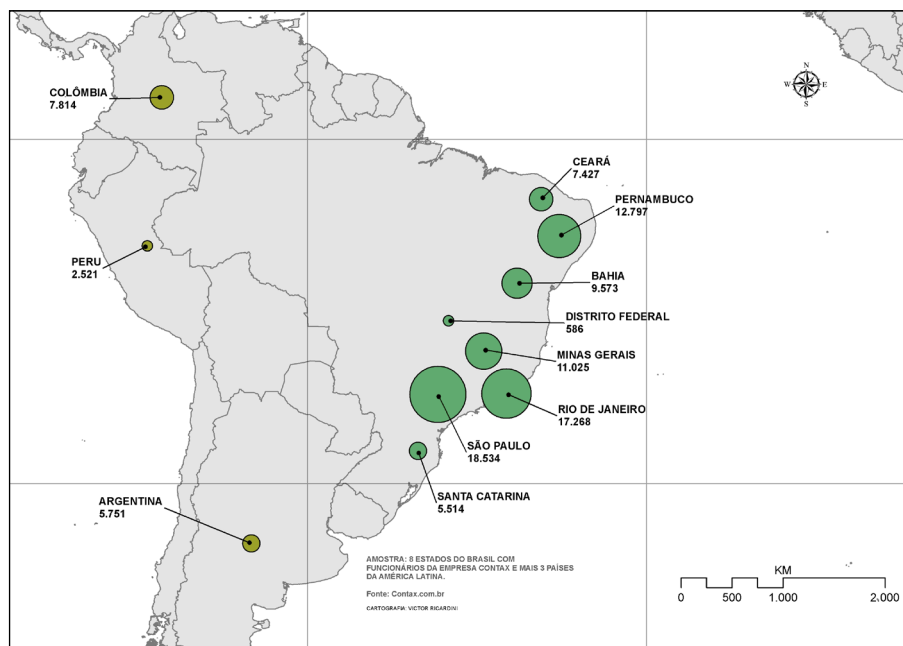 N
W
E
S
COLÔMBIA
7.814
CEARÁ
7.427
PERNAMBUCO
12.797
PERU
2.521
BAHIA
9.573
DISTRITO FEDERAL
586
MINAS GERAIS
11.025
RIO DE JANEIRO
17.268
SÃO PAULO
18.534
SANTA CATARINA
5.514
ARGENTINA
5.751
AMOSTRA: 8 ESTADOS DO BRASIL COM
FUNCIONÁRIOS DA EMPRESA CONTAX E MAIS 3 PAÍSES
DA AMÉRICA LATINA.
Fonte: Contax.com.br
CARTOGRAFIA: VICTOR RICARDINI
KM
0 500 1.000 2.000